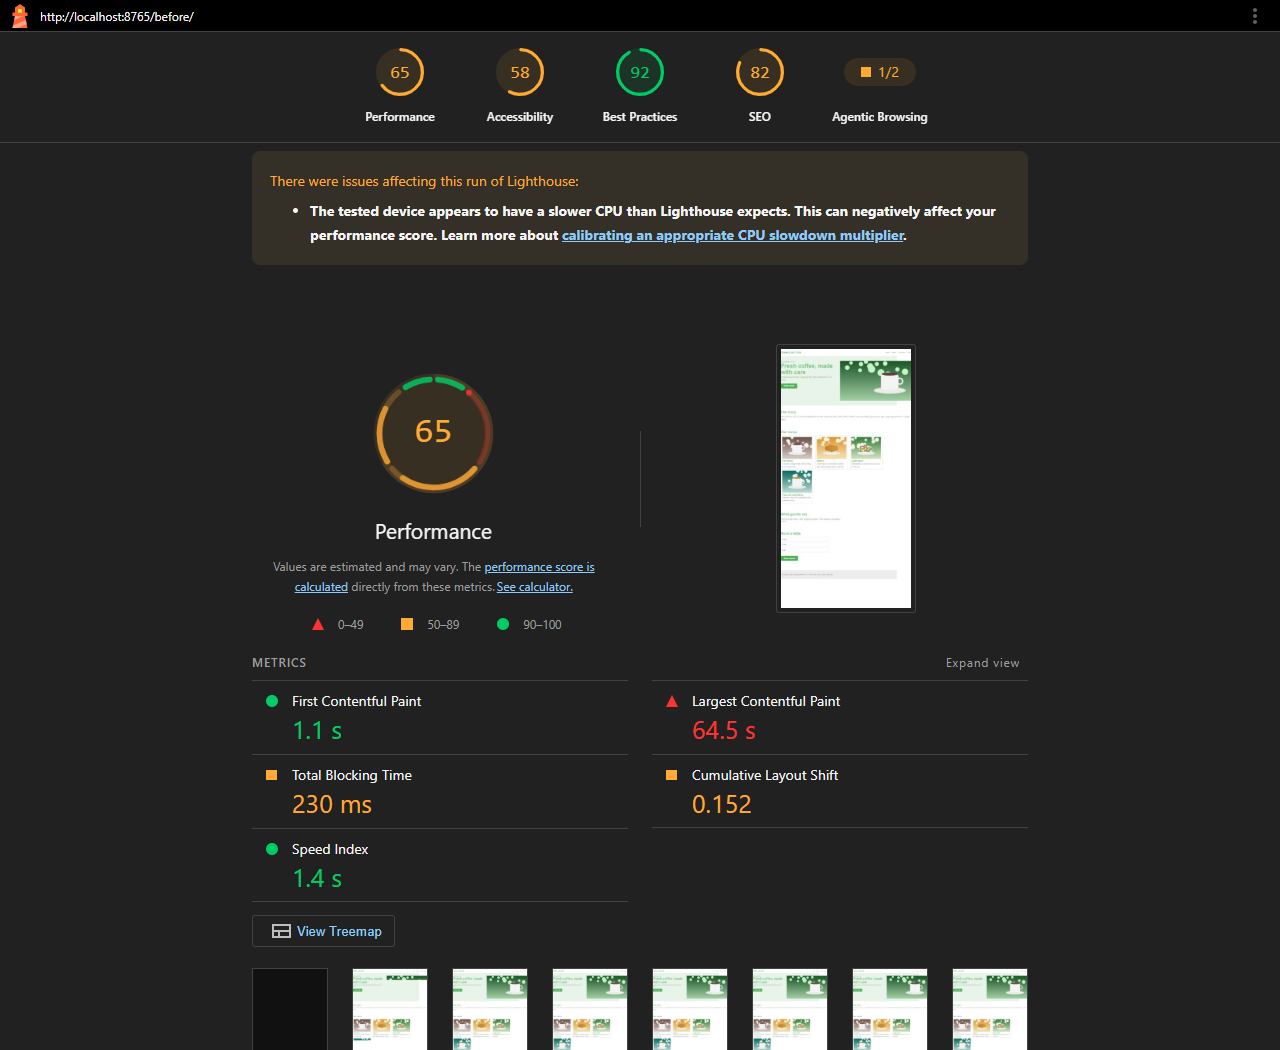 http://localhost:8765/before/
65
58
92
82
1/2
Performance
Accessibility
Best Practices
SEO
Agentic Browsing
There were issues affecting this run of Lighthouse:
• The tested device appears to have a slower CPU than Lighthouse expects. This can negatively affect your
performance score. Learn more about calibrating an appropriate CPU slowdown multiplier.
65
Performance
Values are estimated and may vary. The performance score is
calculated directly from these metrics. See calculator.
0–49
50–89
90–100
Fresh coffee, made
with care
METRICS
Expand view
First Contentful Paint
1.1 s
Largest Contentful Paint
64.5 s
Total Blocking Time
230 ms
Cumulative Layout Shift
0.152
Speed Index
1.4 s
View Treemap